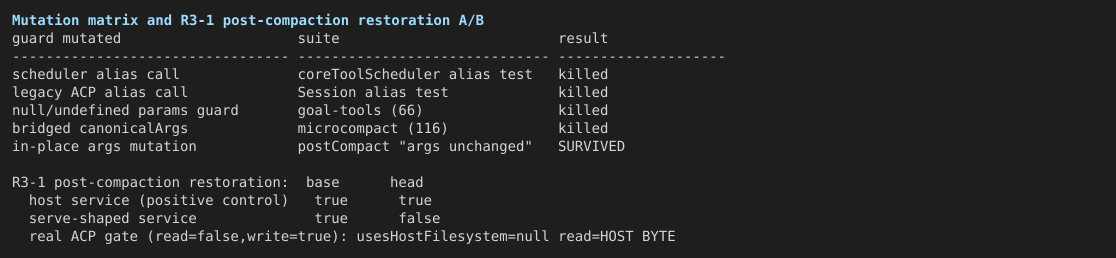 Mutation matrix and R3-1 post-compaction restoration A/B
guard mutated                    suite                          result
--------------------------------- ------------------------------ --------------------
scheduler alias call             coreToolScheduler alias test   killed
legacy ACP alias call            Session alias test             killed
null/undefined params guard      goal-tools (66)                killed
bridged canonicalArgs            microcompact (116)             killed
in-place args mutation           postCompact "args unchanged"   SURVIVED
R3-1 post-compaction restoration:  base      head
  host service (positive control)   true      true
  serve-shaped service              true      false
  real ACP gate (read=false,write=true): usesHostFilesystem=null read=HOST BYTE